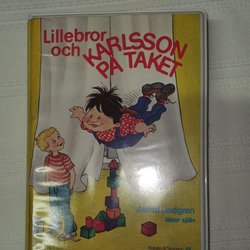 Lillebror
och
KARLSSON
PÅ TAKET
Astrid Lindgren
läser själv